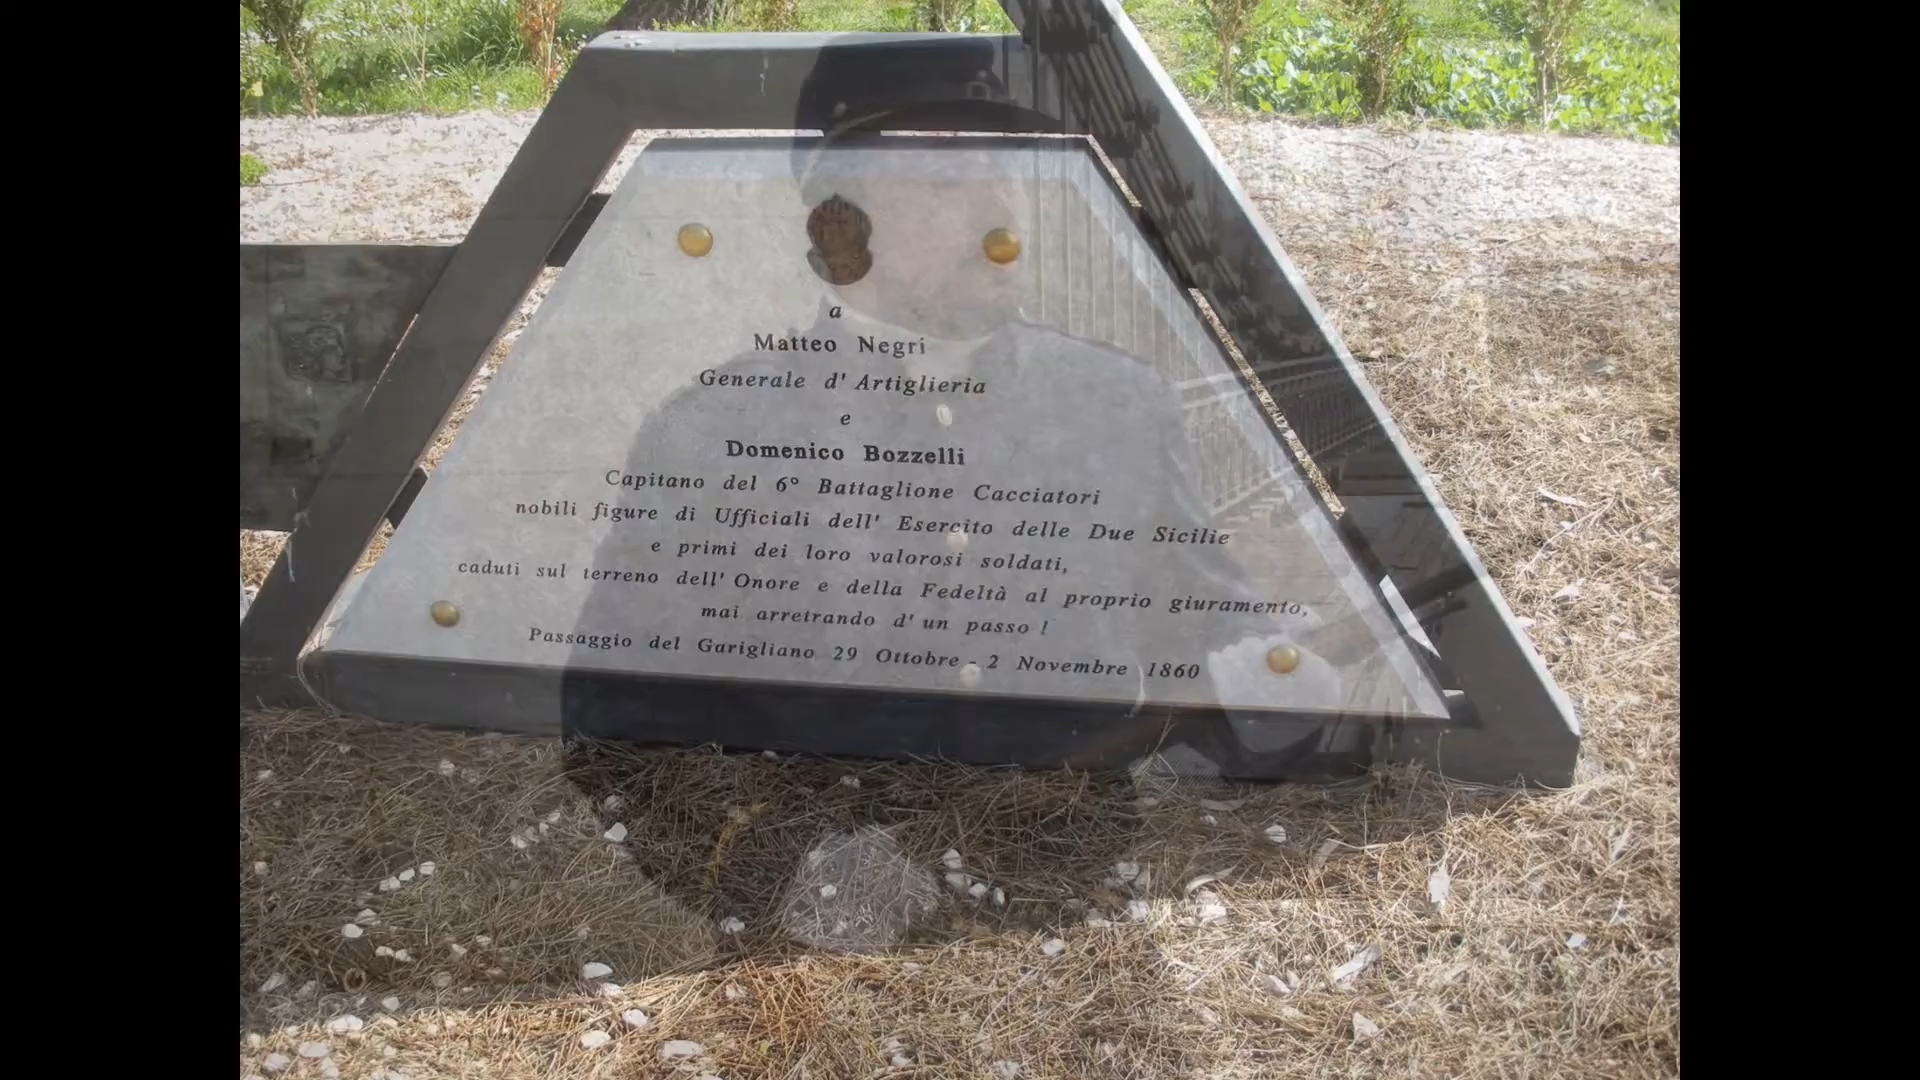 a
Matteo Negri
Generale d' Artiglieria
e
Domenico Bozzelli
Capitano del 6° Battaglione Cacciatori
nobili figure di Ufficiali dell' Esercito delle Due Sicilie
e primi dei loro valorosi soldati,
caduti sul terreno dell' Onore e della Fedeltà al proprio giuramento,
mai arretrando d' un passo !
Passaggio del Garigliano 29 Ottobre - 2 Novembre 1860